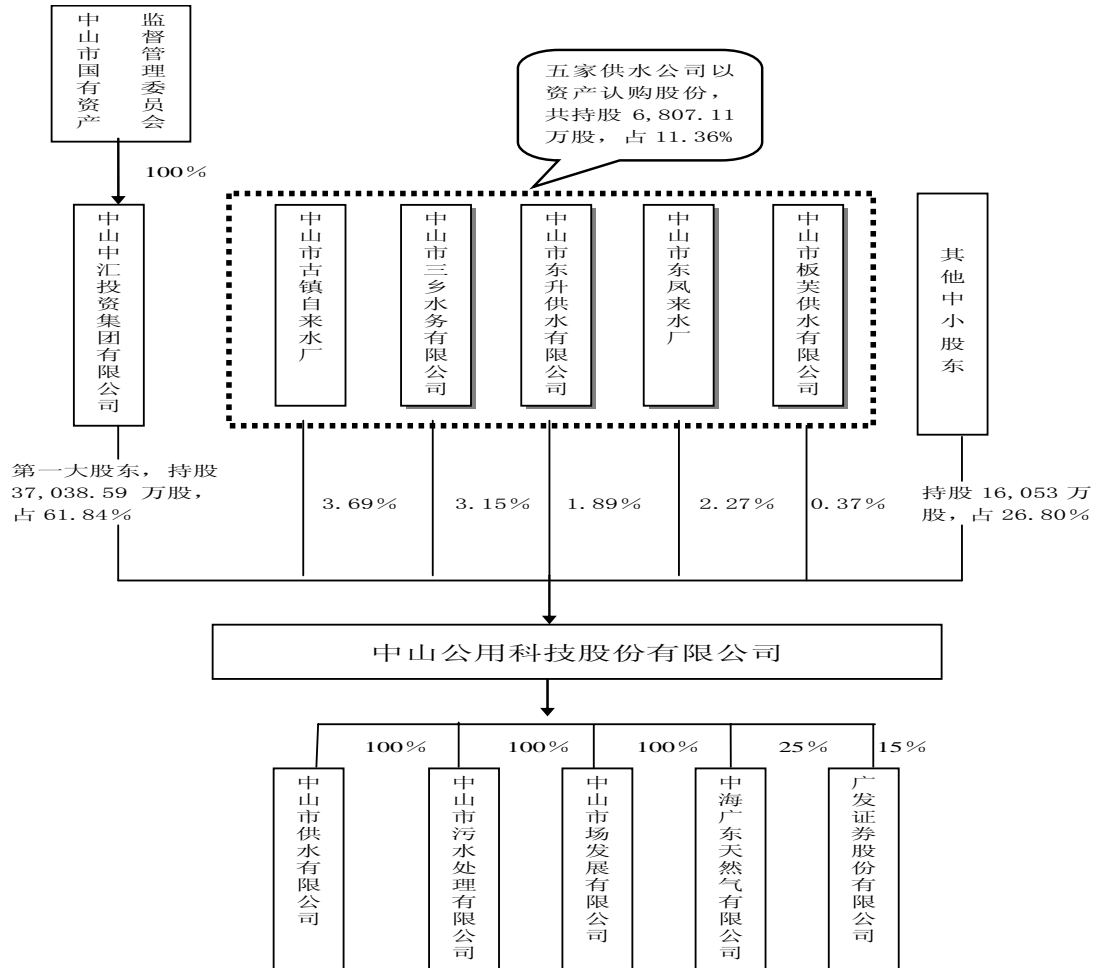 中山市国有资产
监督管理委员会
五家供水公司以
资产认购股份，
共持股 6,807.11
万股，占 11.36%
100%
中山中汇投资集团有限公司
中山市古镇自来水厂
中山市三乡水务有限公司
中山市东升供水有限公司
中山市东凤来水厂
中山市板芙供水有限公司
其他中小股东
第一大股东，持股
37,038.59 万股，
占 61.84%
3.69%
3.15%
1.89%
2.27%
0.37%
持股 16,053 万
股，占 26.80%
中山公用科技股份有限公司
100%
100%
100%
25%
15%
中山市供水有限公司
中山市污水处理有限公司
中山市场发展有限公司
中海广东天然气有限公司
广发证券股份有限公司